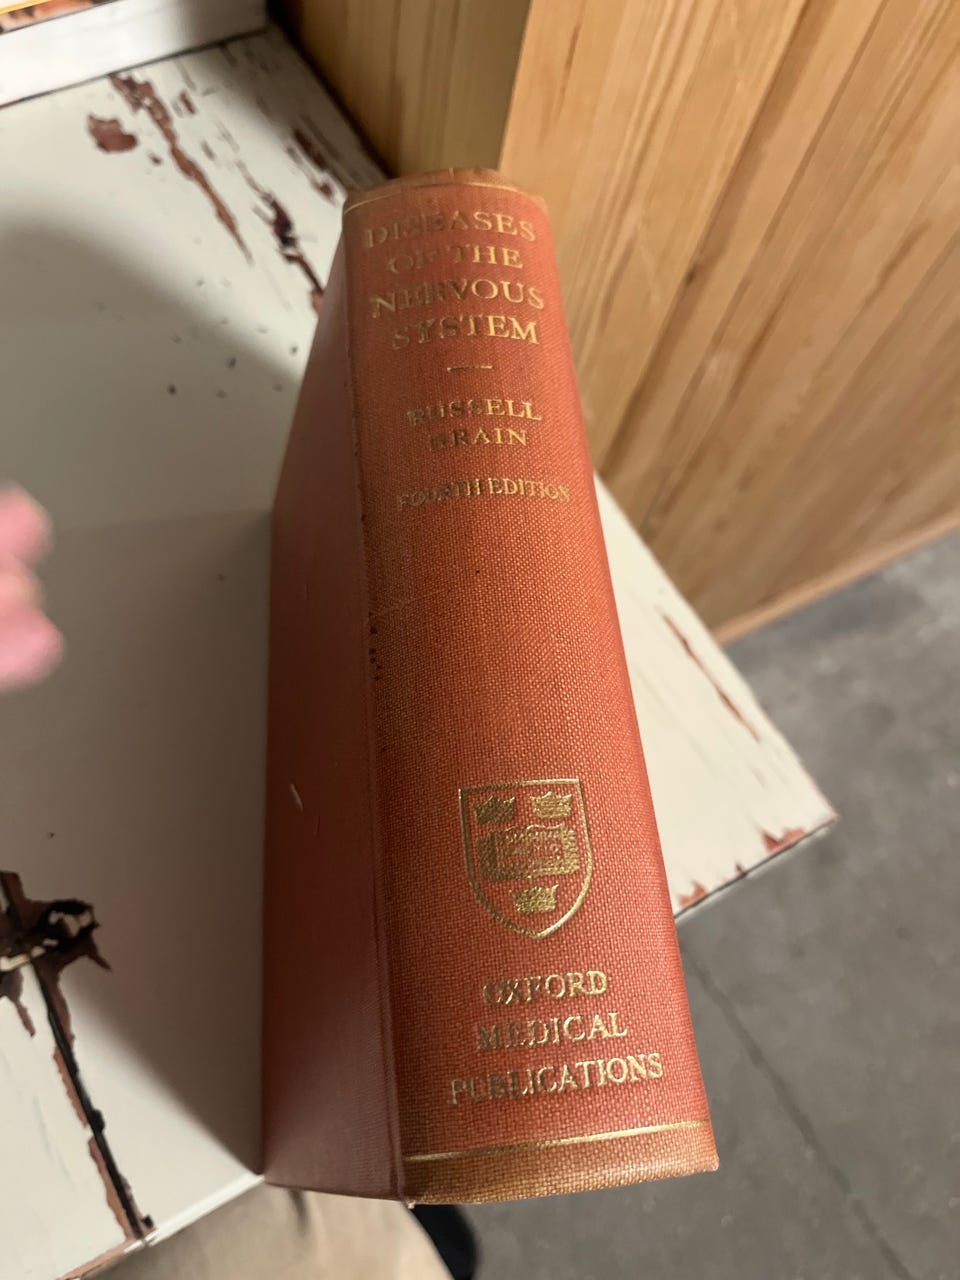 DISEASES
OF THE
NERVOUS
SYSTEM
RUSSELL
BRAIN
FOURTH EDITION
OXFORD
MEDICAL
PUBLICATIONS